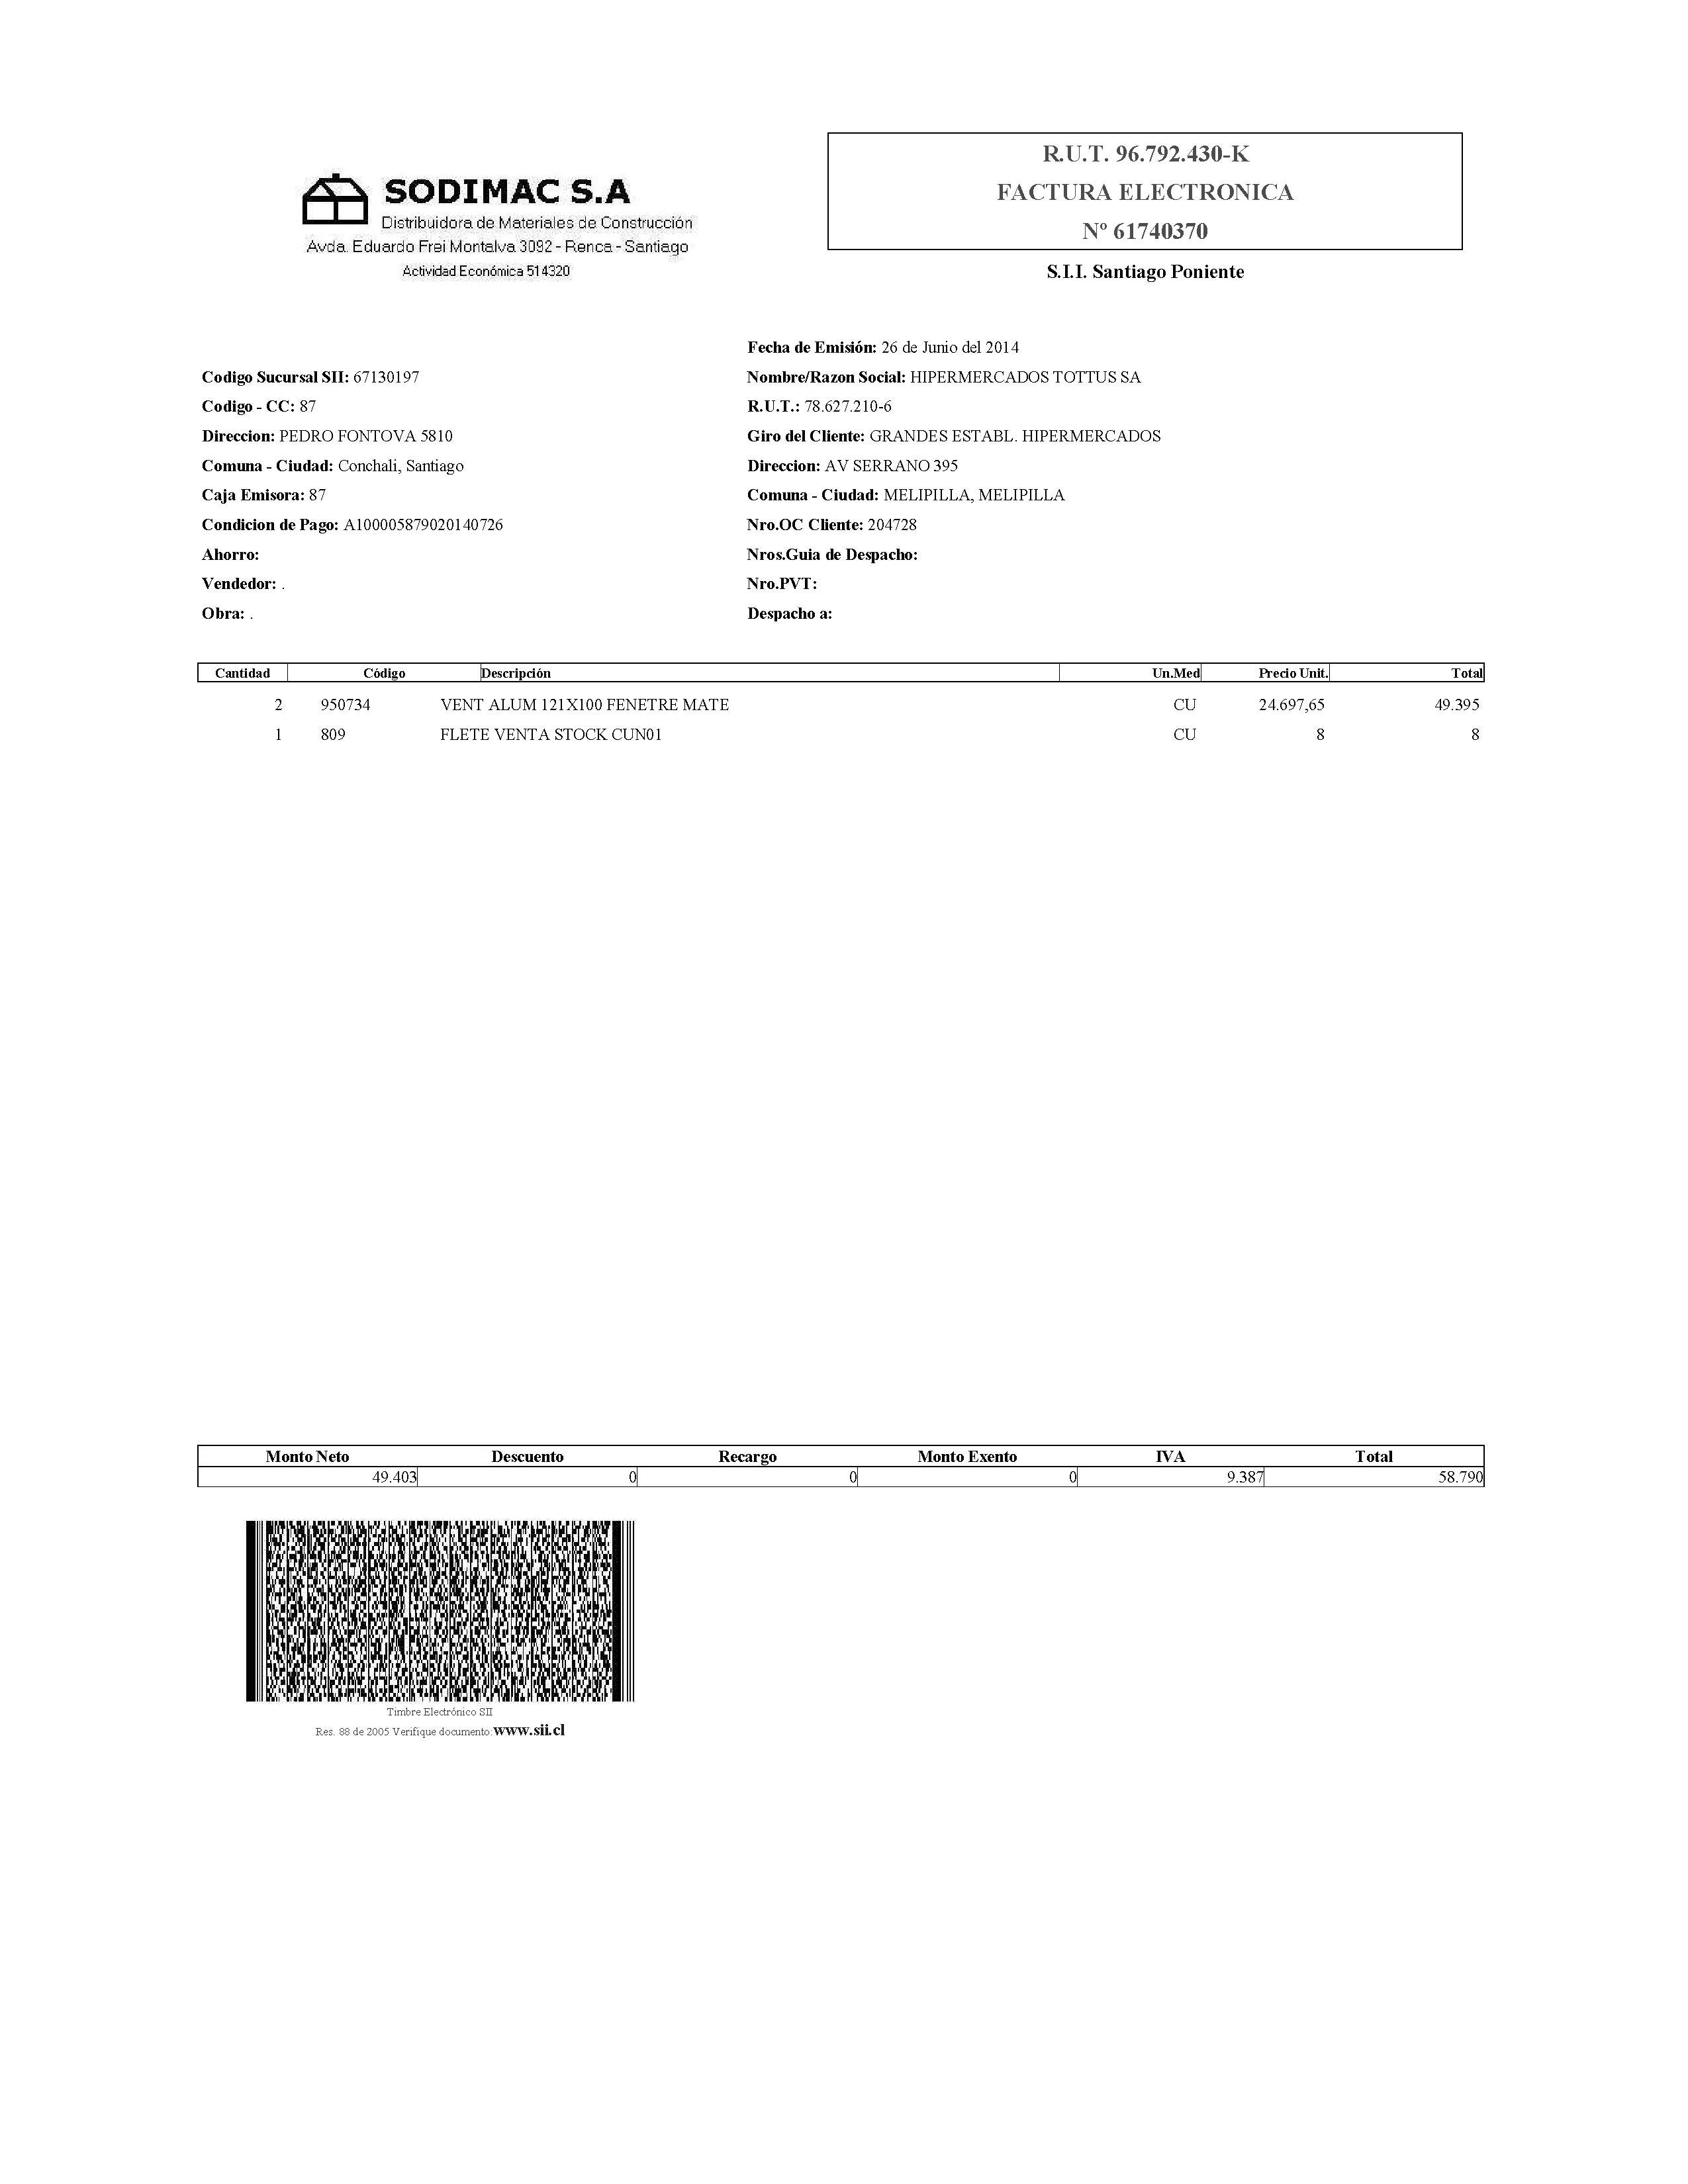 SODIMAC S.A
Distribuidora de Materiales de Construcción
Avda. Eduardo Frei Montalva 3092 - Renca - Santiago
Actividad Económica 514320
R.U.T. 96.792.430-K
FACTURA ELECTRONICA
Nº 61740370
S.I.I. Santiago Poniente
Codigo Sucursal SII: 67130197
Codigo - CC: 87
Direccion: PEDRO FONTOVA 5810
Comuna - Ciudad: Conchali, Santiago
Caja Emisora: 87
Condicion de Pago: A100005879020140726
Ahorro:
Vendedor: .
Obra: .
Fecha de Emisión: 26 de Junio del 2014
Nombre/Razon Social: HIPERMERCADOS TOTTUS SA
R.U.T.: 78.627.210-6
Giro del Cliente: GRANDES ESTABL. HIPERMERCADOS
Direccion: AV SERRANO 395
Comuna - Ciudad: MELIPILLA, MELIPILLA
Nro.OC Cliente: 204728
Nros.Guia de Despacho:
Nro.PVT:
Despacho a:
Cantidad Código Descripción Un.Med Precio Unit. Total
2 950734 VENT ALUM 121X100 FENETRE MATE CU 24.697,65 49.395
1 809 FLETE VENTA STOCK CUN01 CU 8 8
Monto Neto Descuento Recargo Monto Exento IVA Total
49.403 0 0 0 9.387 58.790
Timbre Electrónico SII
Res. 88 de 2005 Verifique documento:www.sii.cl